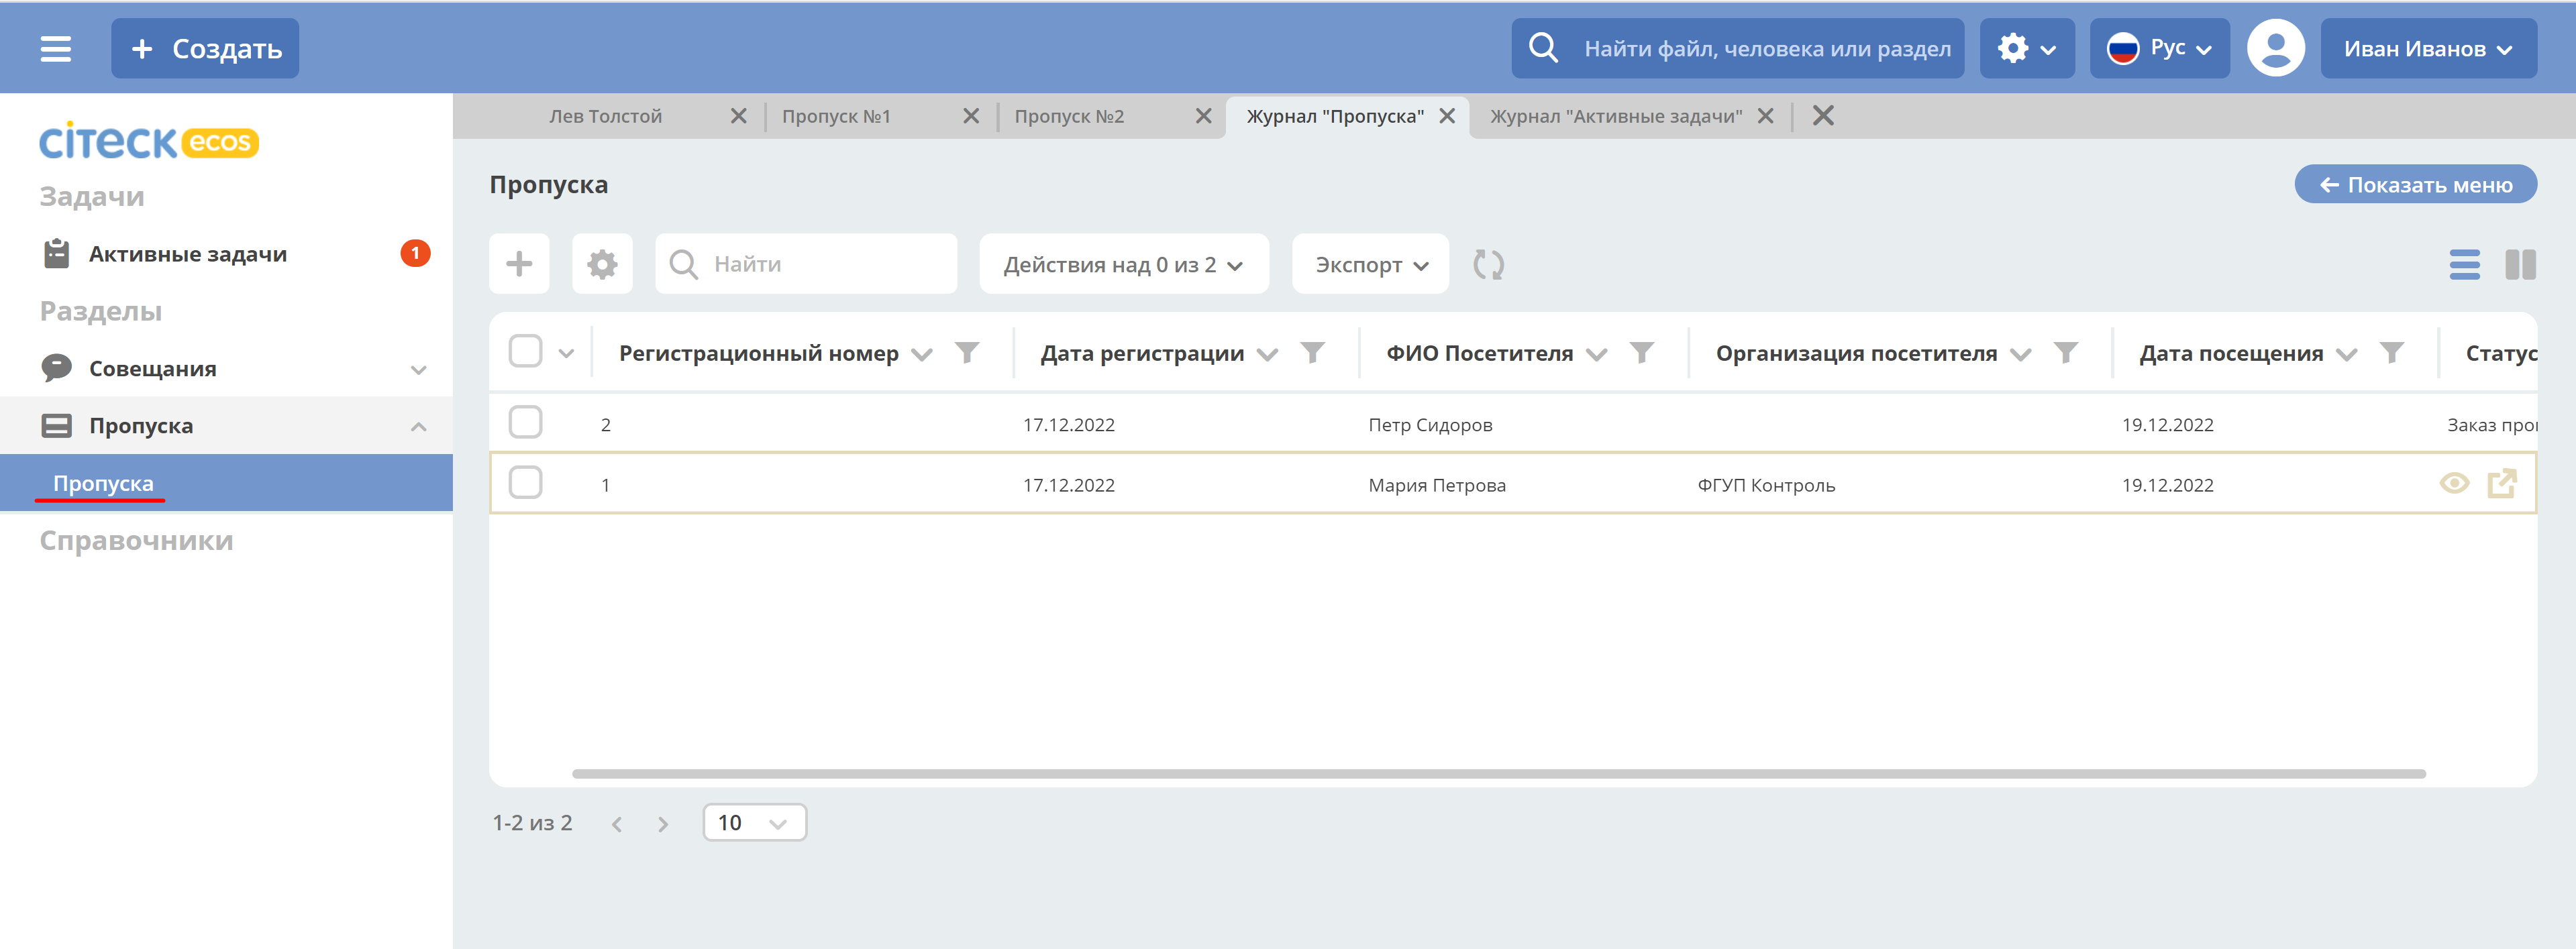 Создать
Найти файл, человека или раздел
Рус
Иван Иванов
citeck ecos
Задачи
Активные задачи
1
Разделы
Совещания
Пропуска
Пропуска
Справочники
Лев Толстой
Пропуск №1
Пропуск №2
Журнал "Пропуска"
Журнал "Активные задачи"
Пропуска
Показать меню
Найти
Действия над 0 из 2
Экспорт
Регистрационный номер Дата регистрации ФИО Посетителя Организация посетителя Дата посещения Статус
2 17.12.2022 Петр Сидоров 19.12.2022 Заказ
1 17.12.2022 Мария Петрова ФГУП Контроль 19.12.2022
1-2 из 2
10